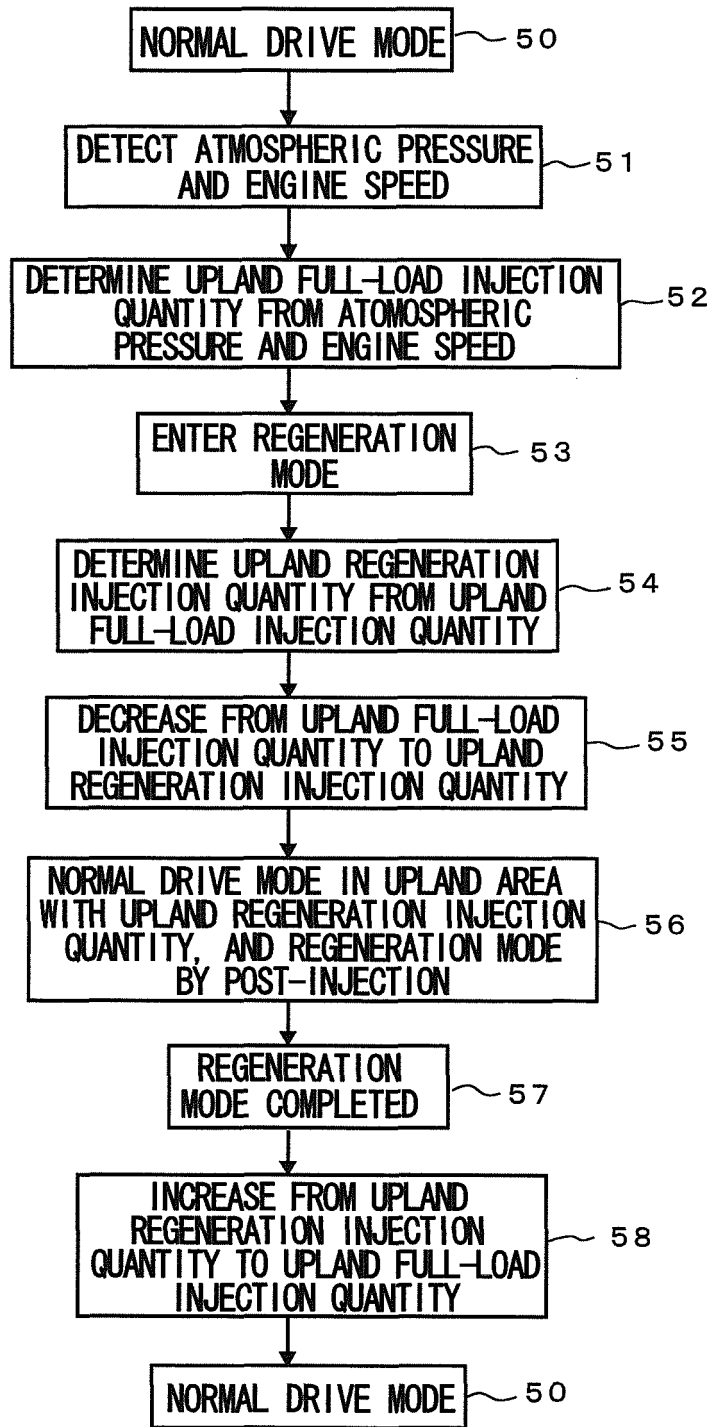 NORMAL DRIVE MODE
50
DETECT ATMOSPHERIC PRESSURE
AND ENGINE SPEED
51
DETERMINE UPLAND FULL-LOAD INJECTION
QUANTITY FROM ATOMOSPHERIC
PRESSURE AND ENGINE SPEED
52
ENTER REGENERATION
MODE
53
DETERMINE UPLAND REGENERATION
INJECTION QUANTITY FROM UPLAND
FULL-LOAD INJECTION QUANTITY
54
DECREASE FROM UPLAND FULL-LOAD
INJECTION QUANTITY TO UPLAND
REGENERATION INJECTION QUANTITY
55
NORMAL DRIVE MODE IN UPLAND AREA
WITH UPLAND REGENERATION INJECTION
QUANTITY, AND REGENERATION MODE
BY POST-INJECTION
56
REGENERATION
MODE COMPLETED
57
INCREASE FROM UPLAND
REGENERATION INJECTION
QUANTITY TO UPLAND FULL-LOAD
INJECTION QUANTITY
58
NORMAL DRIVE MODE
50